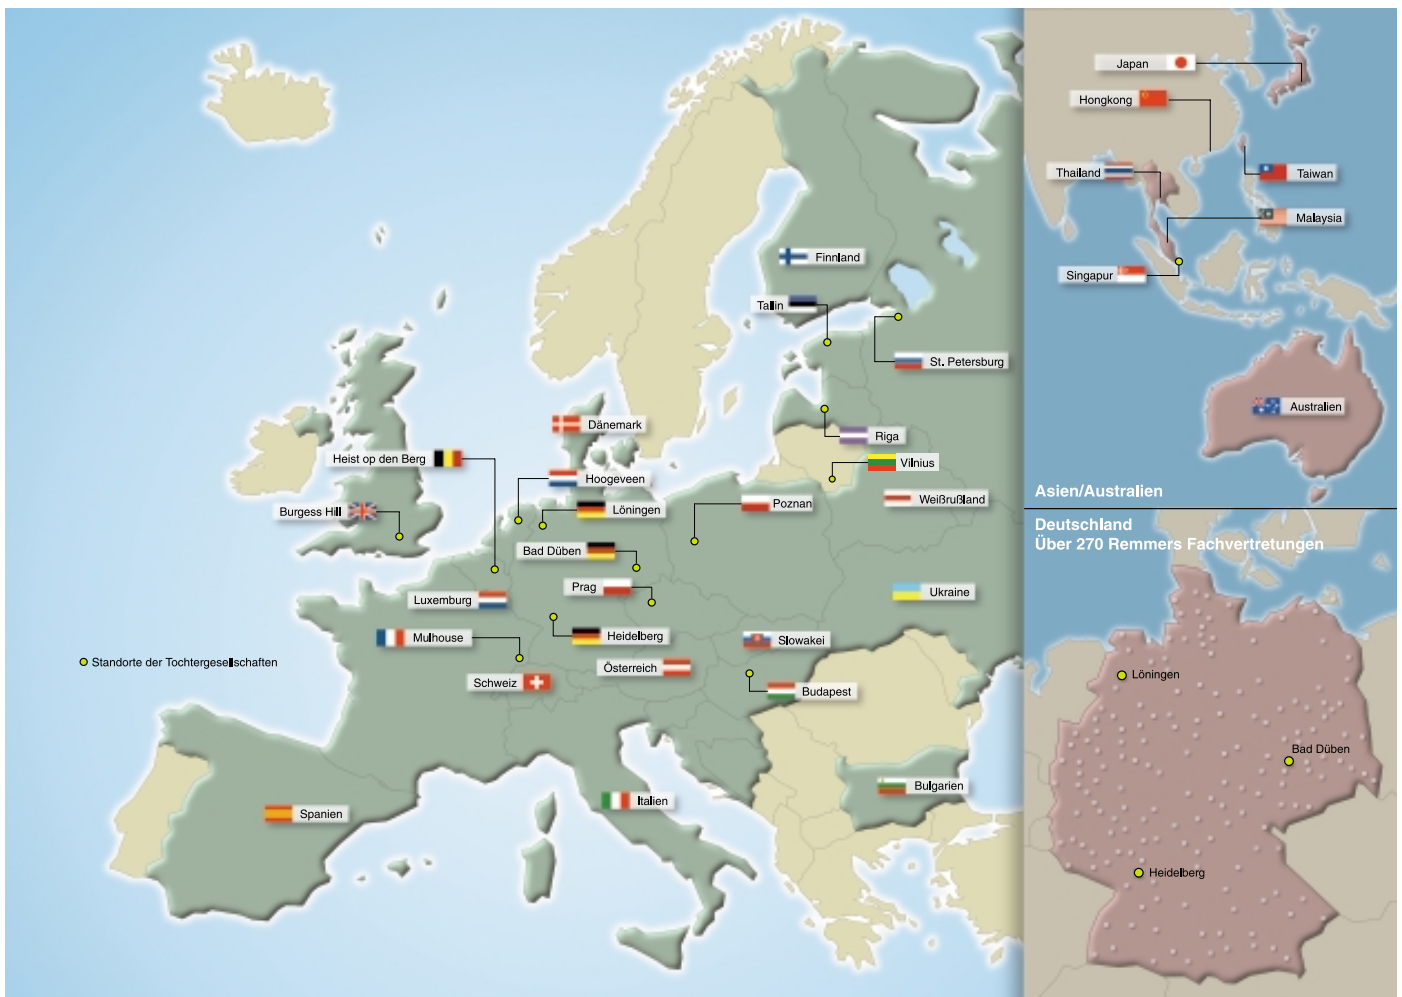 Japan
Hongkong
Thailand
Taiwan
Malaysia
Singapur
Australien
Asien/Australien
Finnland
Tallin
St. Petersburg
Riga
Vilnius
Weißrußland
Dänemark
Heist op den Berg
Hoogeveen
Löningen
Poznan
Burgess Hill
Bad Düben
Prag
Luxemburg
Ukraine
Mulhouse
Heidelberg
Slowakei
Standorte der Tochtergesellschaften
Österreich
Schweiz
Budapest
Bulgarien
Italien
Spanien
Deutschland
Über 270 Remmers Fachvertretungen
Löningen
Bad Düben
Heidelberg